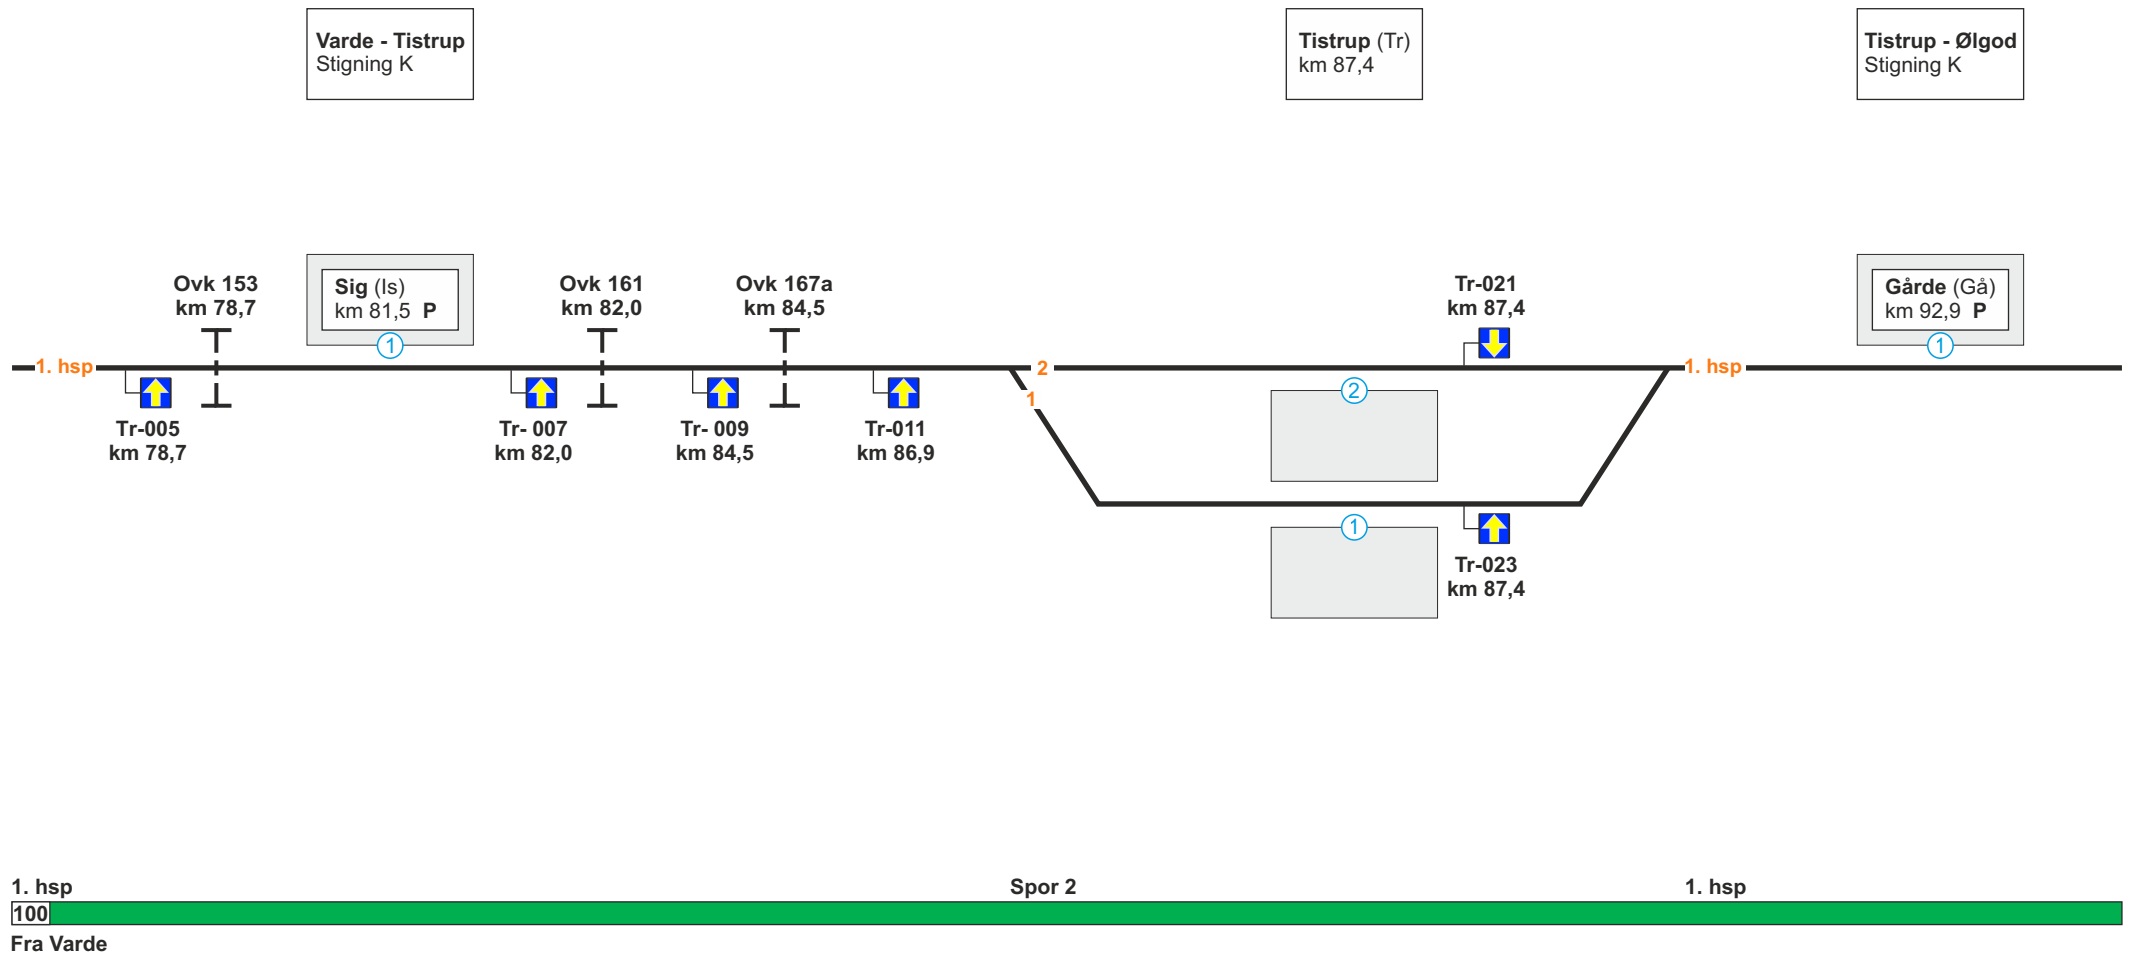 Varde - Tistrup
Stigning K
Tistrup (Tr)
km 87,4
Tistrup - Ølgod
Stigning K
Ovk 153
km 78,7
Sig (Is)
km 81,5 P
1
Ovk 161
km 82,0
Ovk 167a
km 84,5
Tr-021
km 87,4
Gårde (Gå)
km 92,9 P
1
1. hsp
2
1. hsp
1
2
Tr-005
km 78,7
Tr- 007
km 82,0
Tr- 009
km 84,5
Tr-011
km 86,9
1
Tr-023
km 87,4
1. hsp
Spor 2
1. hsp
100
Fra Varde